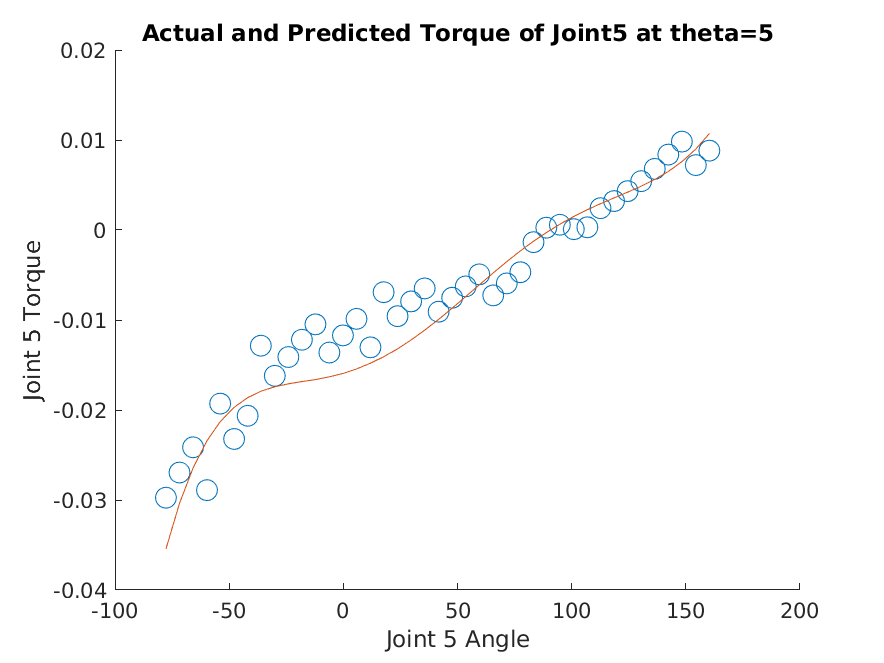 Actual and Predicted Torque of Joint5 at theta=5
0.02
0.01
0
-0.01
-0.02
-0.03
-0.04
Joint 5 Torque
-100 -50 0 50 100 150 200
Joint 5 Angle